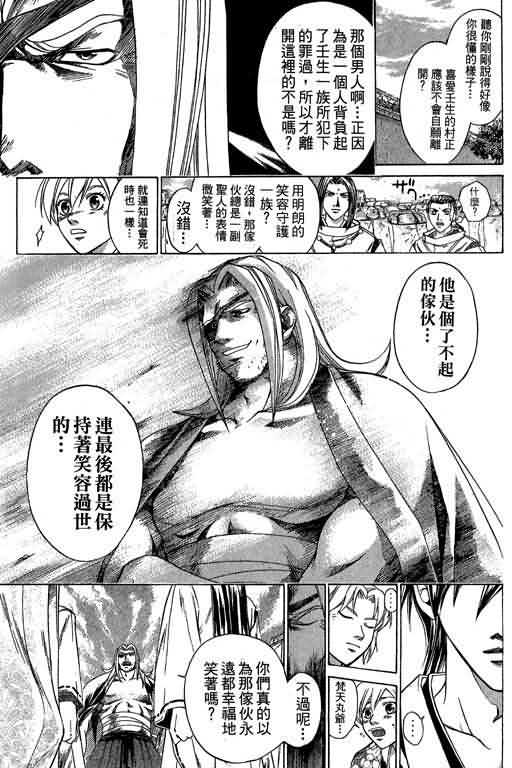 聽你剛剛說得好像
你很懂的樣子…
喜愛壬生的村正
應該不會自願離
開?
那個男人啊…正因
為是一個人背負起
了壬生一族所犯下
的罪過,所以才離
開這裡的不是嗎?
什麼?
用明朗的
笑容守護
一族?
沒錯,那傢
伙總是一副
聖人的表情
微笑著…
沒錯…
就連知道會死
時也一樣…
他是個了不起
的傢伙…
連最後都是保
持著笑容過世
的…
…
梵天丸爺…
不過呢…
你們真的以
為那傢伙永
遠都幸福地
笑著嗎?